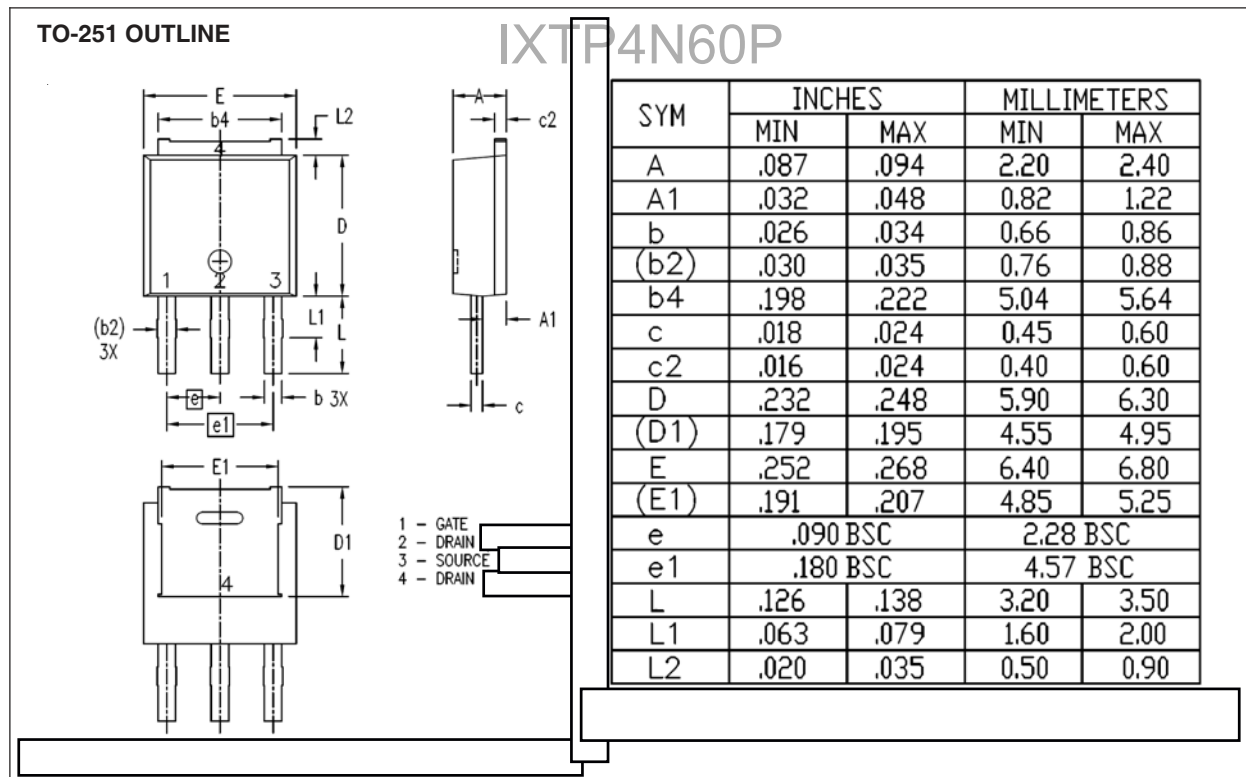 TO-251 OUTLINE
IXTP4N60P
E
b4
L2
4
D
1 2 3
L1
L
(b2)
3X
e
b 3X
e1
A
c2
A1
c
E1
D1
4
1 - GATE
2 - DRAIN
3 - SOURCE
4 - DRAIN
SYM INCHES MILLIMETERS
MIN MAX MIN MAX
A .087 .094 2.20 2.40
A1 .032 .048 0.82 1.22
b .026 .034 0.66 0.86
(b2) .030 .035 0.76 0.88
b4 .198 .222 5.04 5.64
c .018 .024 0.45 0.60
c2 .016 .024 0.40 0.60
D .232 .248 5.90 6.30
(D1) .179 .195 4.55 4.95
E .252 .268 6.40 6.80
(E1) .191 .207 4.85 5.25
e .090 BSC 2.28 BSC
e1 .180 BSC 4.57 BSC
L .126 .138 3.20 3.50
L1 .063 .079 1.60 2.00
L2 .020 .035 0.50 0.90